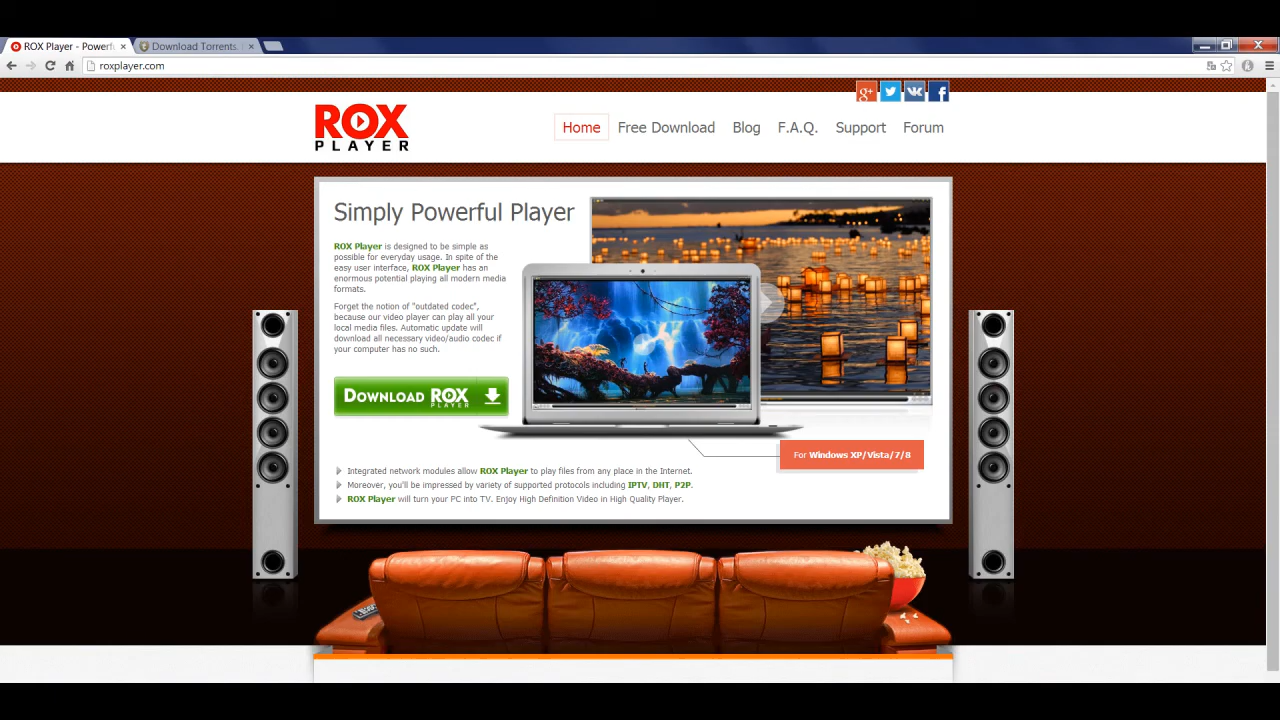 ROX Player - Powerf
Download Torrents.
roxplayer.com
g+
ROX
PLAYER
Home
Free Download
Blog
F.A.Q.
Support
Forum
Simply Powerful Player
ROX Player is designed to be simple as
possible for everyday usage. In spite of the
easy user interface, ROX Player has an
enormous potential playing all modern media
formats.
Forget the notion of "outdated codec",
because our video player can play all your
local media files. Automatic update will
download all necessary video/audio codec if
your computer has no such.
DOWNLOAD ROX
PLAYER
For Windows XP/Vista/7/8
Integrated network modules allow ROX Player to play files from any place in the Internet.
Moreover, you'll be impressed by variety of supported protocols including IPTV, DHT, P2P.
ROX Player will turn your PC into TV. Enjoy High Definition Video in High Quality Player.